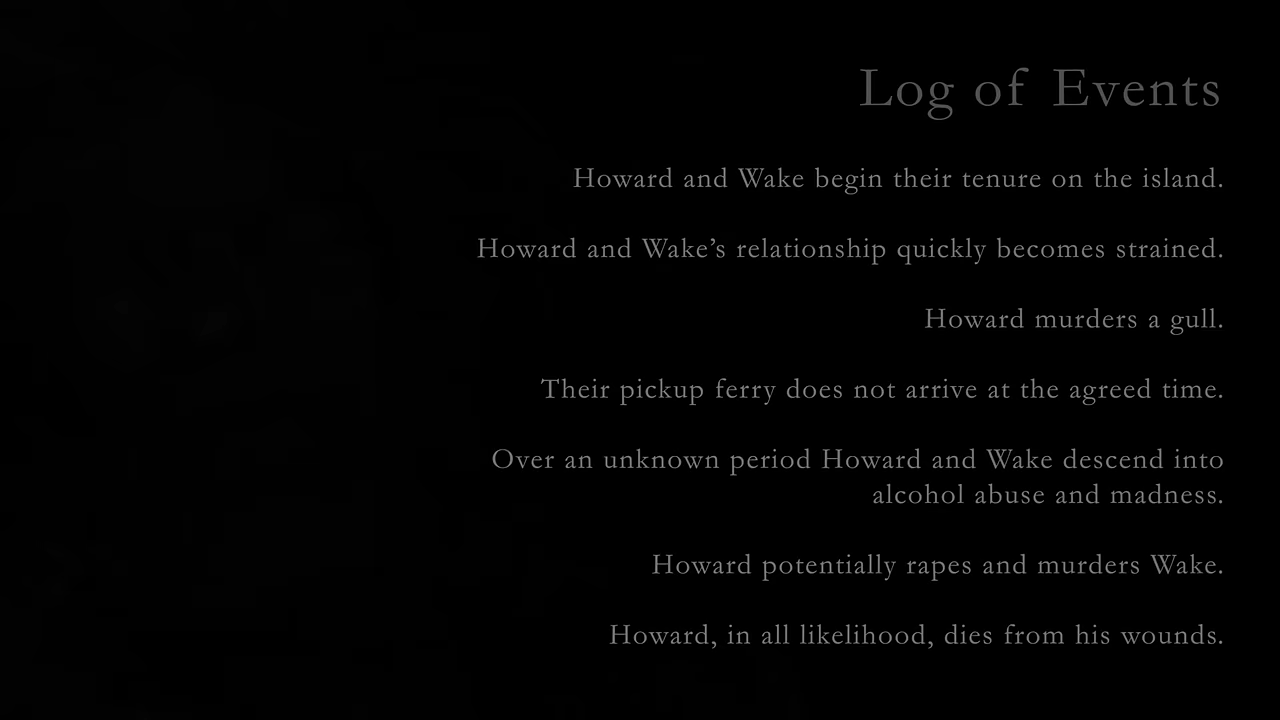 Log of Events
Howard and Wake begin their tenure on the island.
Howard and Wake’s relationship quickly becomes strained.
Howard murders a gull.
Their pickup ferry does not arrive at the agreed time.
Over an unknown period Howard and Wake descend into
alcohol abuse and madness.
Howard potentially rapes and murders Wake.
Howard, in all likelihood, dies from his wounds.